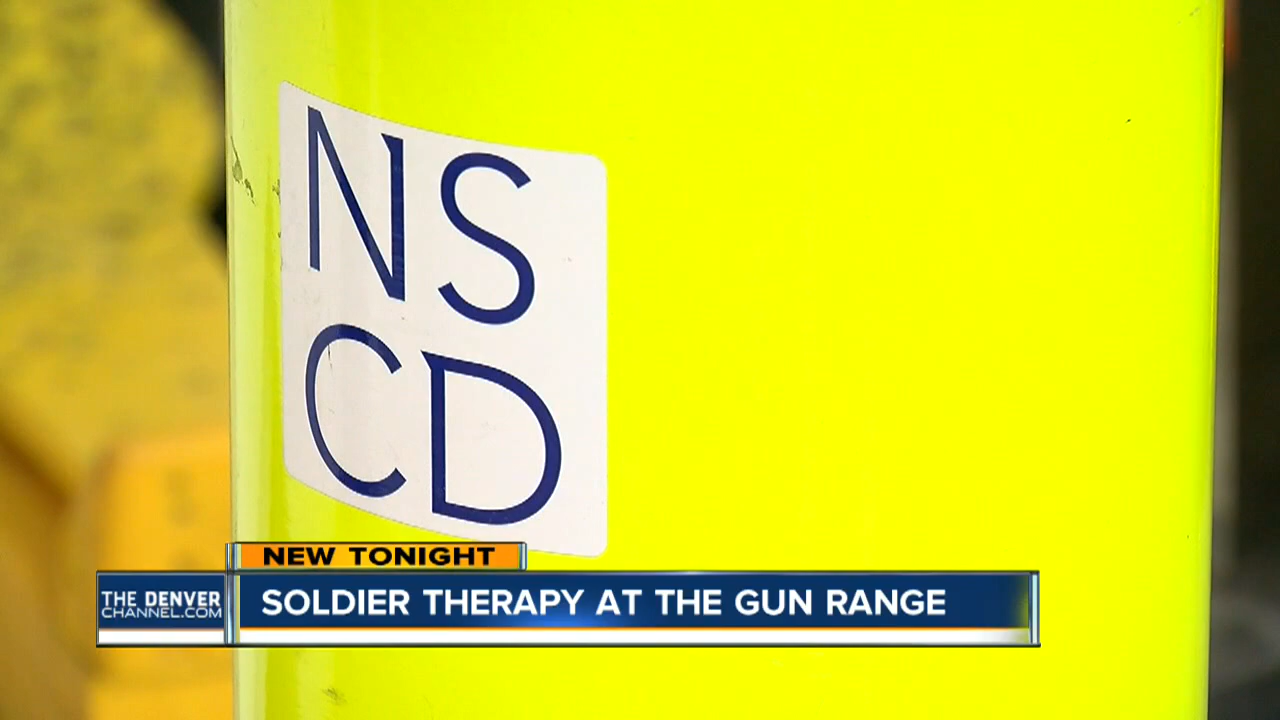 NS
CD
NEW TONIGHT
THE DENVER
CHANNEL.COM
SOLDIER THERAPY AT THE GUN RANGE